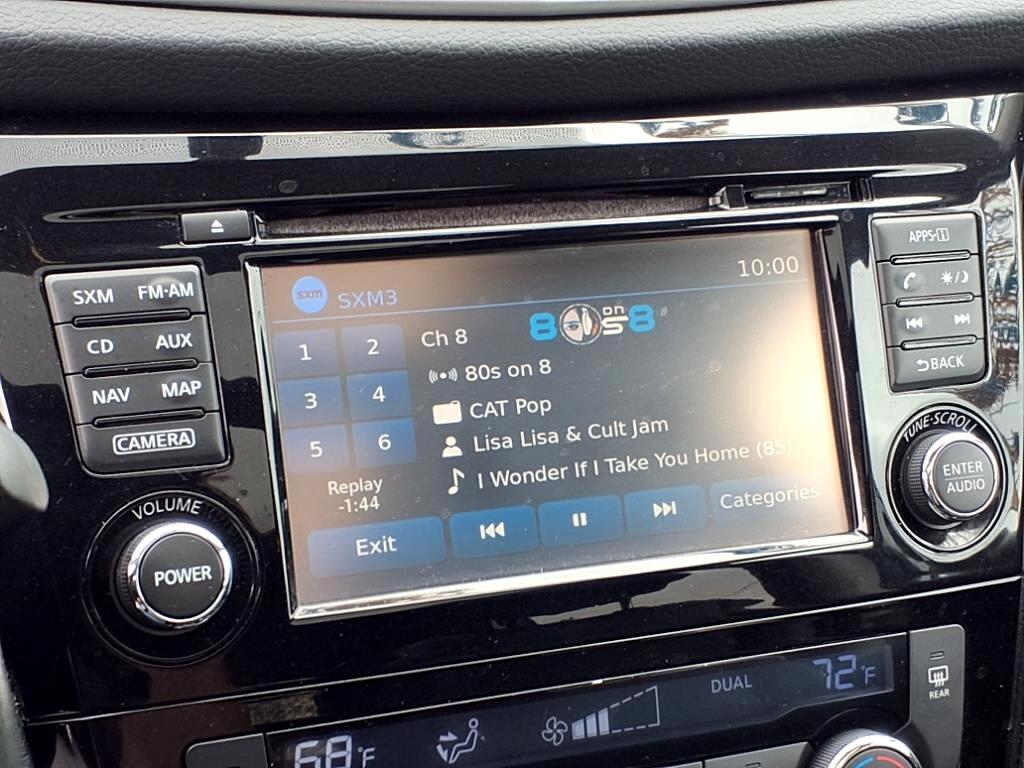 SXM FM·AM
CD AUX
NAV MAP
CAMERA
VOLUME
POWER
sxm SXM3
10:00
1 2
3 4
5 6
Replay
-1:44
Exit
Ch 8
8 on s 8
80s on 8
CAT Pop
Lisa Lisa & Cult Jam
I Wonder If I Take You Home (85)
Categories
APPS·i
BACK
TUNE·SCROLL
ENTER
AUDIO
68°F
DUAL
72°F
REAR